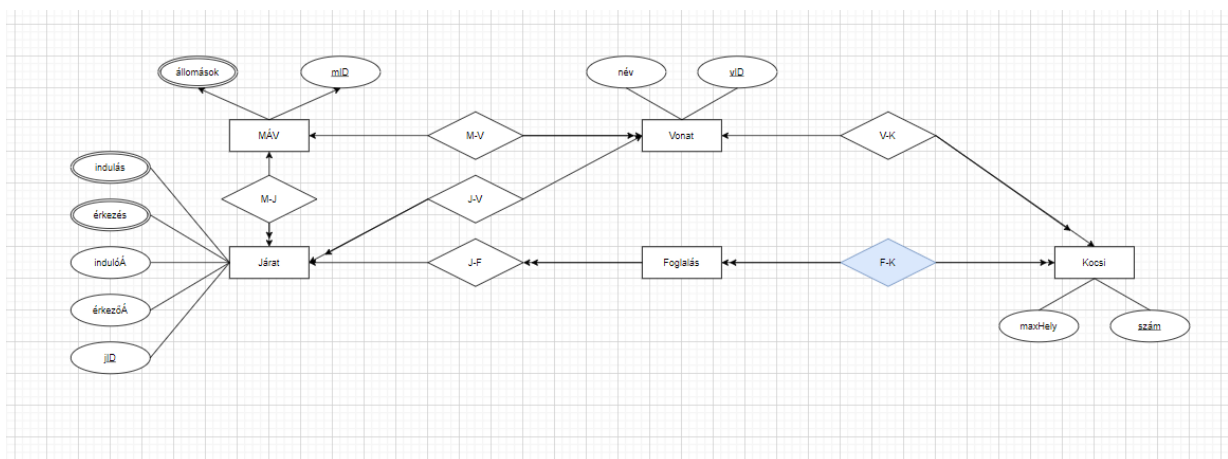 állomások
mID
név
vID
MÁV
M-V
Vonat
V-K
indulás
M-J
J-V
érkezés
indulóÁ
Járat
J-F
Foglalás
F-K
Kocsi
érkezőÁ
maxHely
szám
jID